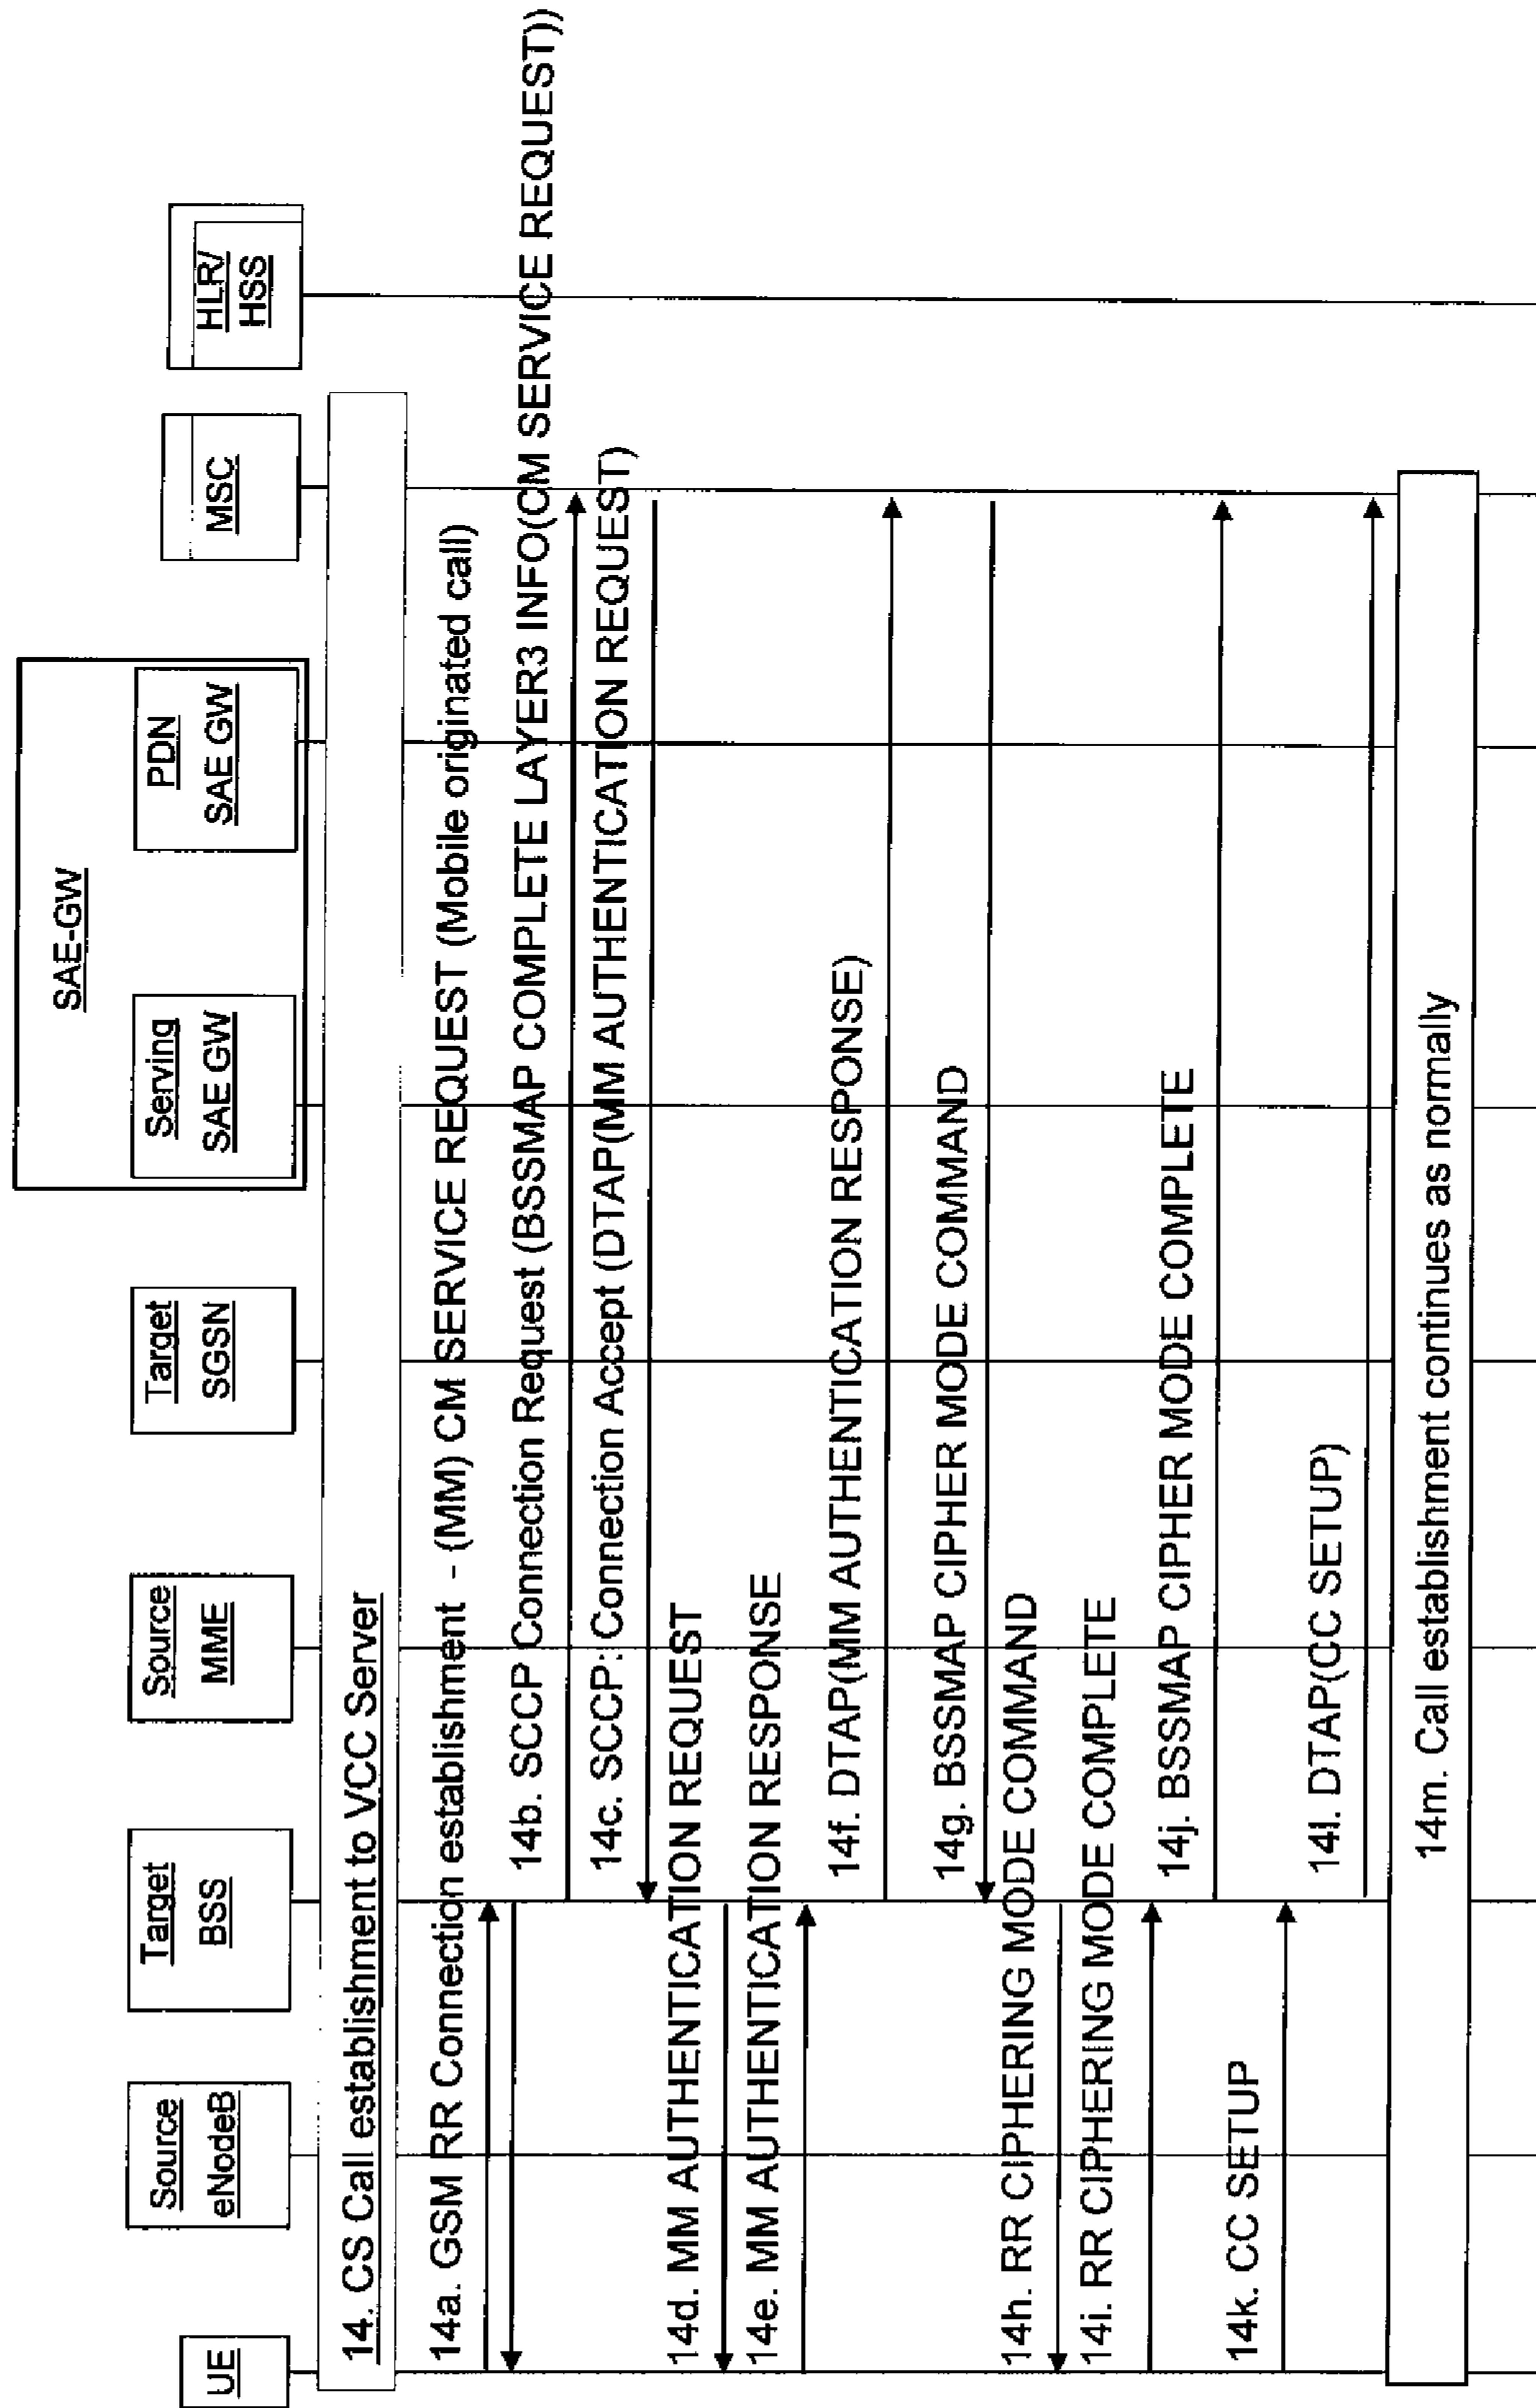 UE
Source
eNodeB
Target
BSS
Source
MME
Target
SGSN
SAE-GW
Serving
SAE GW
PDN
SAE GW
MSC
HLR/
HSS
14. CS Call establishment to VCC Server
14a. GSM RR Connection establishment - (MM) CM SERVICE REQUEST (Mobile originated call)
14b. SCCP Connection Request (BSSMAP COMPLETE LAYER3 INFO(CM SERVICE REQUEST))
14c. SCCP: Connection Accept (DTAP(MM AUTHENTICATION REQUEST)
14d. MM AUTHENTICATION REQUEST
14e. MM AUTHENTICATION RESPONSE
14f. DTAP(MM AUTHENTICATION RESPONSE)
14g. BSSMAP CIPHER MODE COMMAND
14h. RR CIPHERING MODE COMMAND
14i. RR CIPHERING MODE COMPLETE
14j. BSSMAP CIPHER MODE COMPLETE
14k. CC SETUP
14l. DTAP(CC SETUP)
14m. Call establishment continues as normally